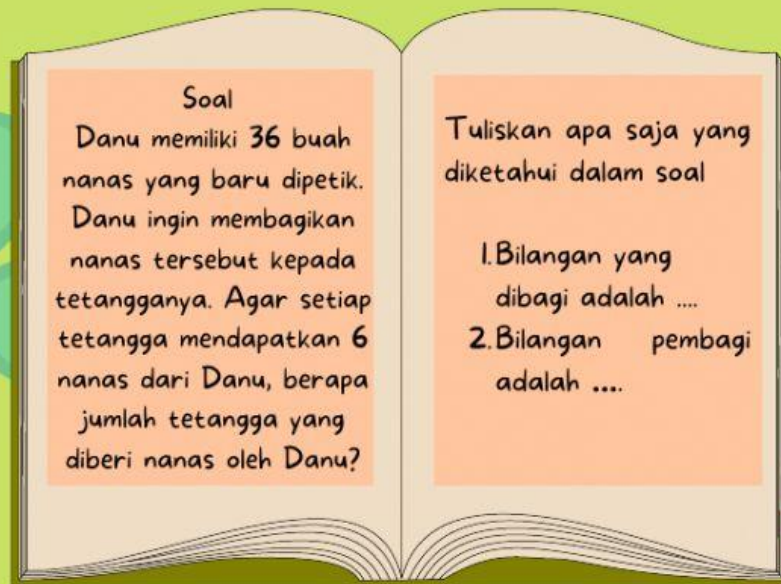 Soal
Danu memiliki 36 buah
nanas yang baru dipetik.
Danu ingin membagikan
nanas tersebut kepada
tetangganya. Agar setiap
tetangga mendapatkan 6
nanas dari Danu, berapa
jumlah tetangga yang
diberi nanas oleh Danu?
Tuliskan apa saja yang
diketahui dalam soal
1.Bilangan yang
dibagi adalah ....
2.Bilangan pembagi
adalah ....